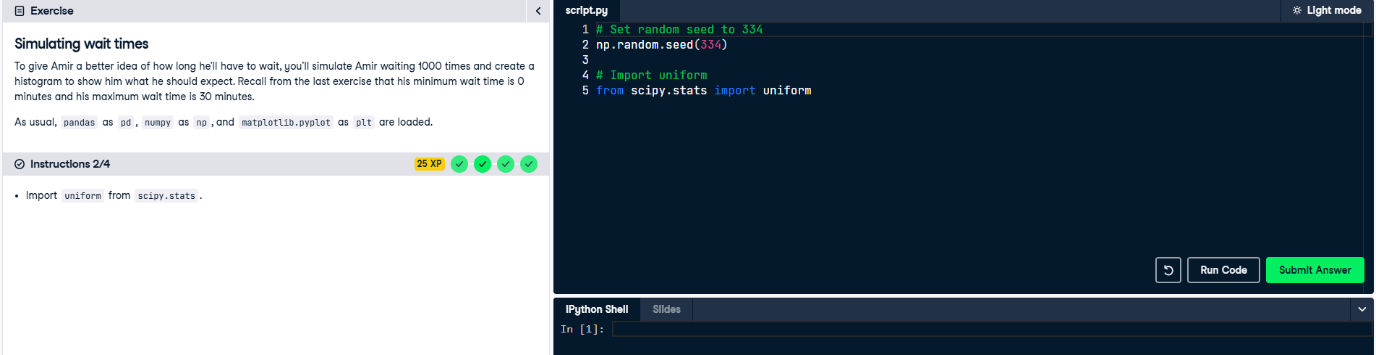 Exercise
Simulating wait times
To give Amir a better idea of how long he'll have to wait, you'll simulate Amir waiting 1000 times and create a
histogram to show him what he should expect. Recall from the last exercise that his minimum wait time is 0
minutes and his maximum wait time is 30 minutes.
As usual, pandas as pd, numpy as np, and matplotlib.pyplot as plt are loaded.
Instructions 2/4
25 XP
• Import uniform from scipy.stats.
script.py
Light mode
1 # Set random seed to 334
2 np.random.seed(334)
3
4 # Import uniform
5 from scipy.stats import uniform
Run Code
Submit Answer
IPython Shell
Slides
In [1]: